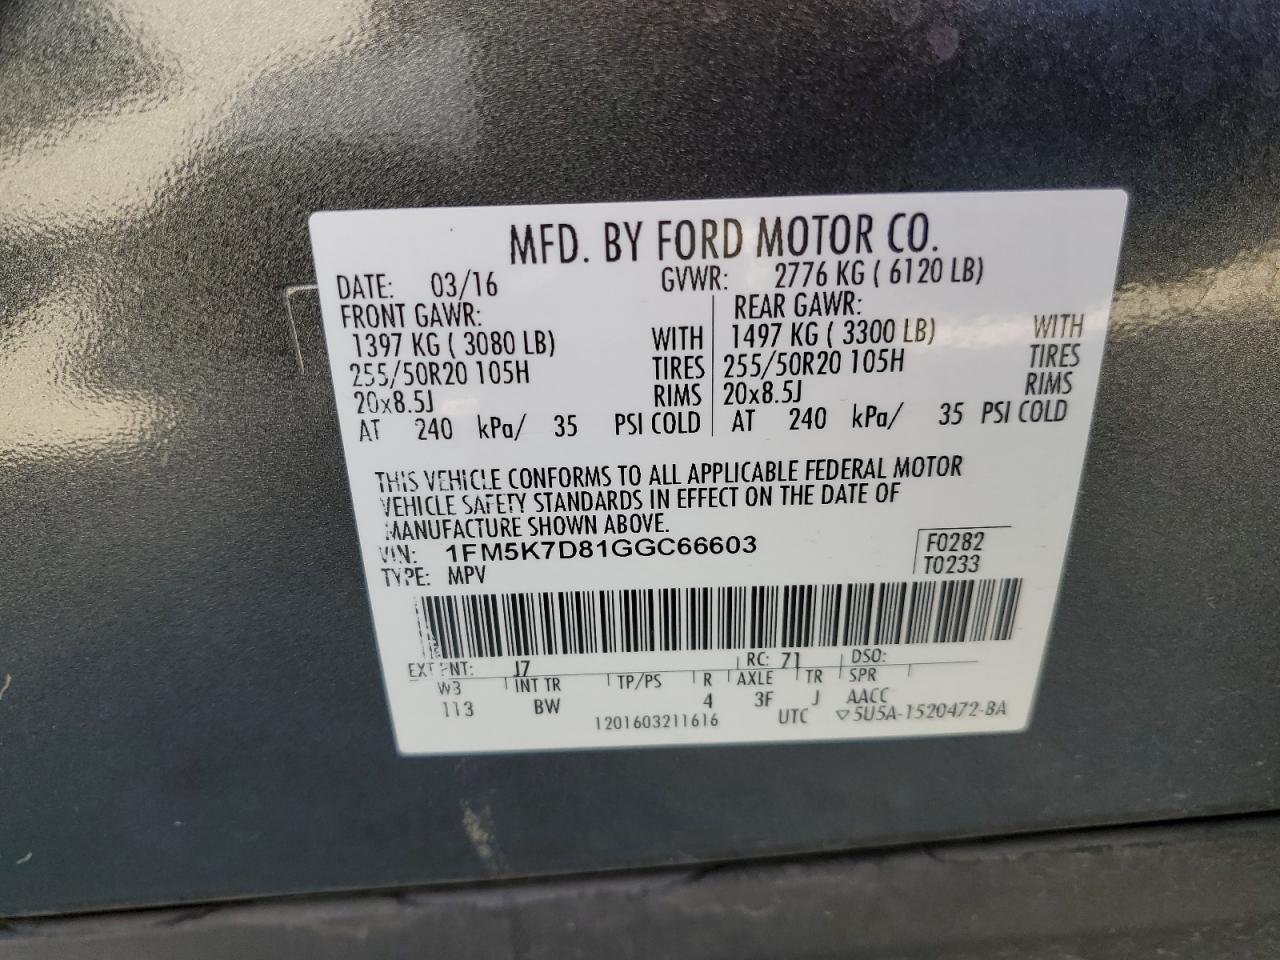 MFD. BY FORD MOTOR CO.
DATE: 03/16 GVWR: 2776 KG ( 6120 LB)
FRONT GAWR: REAR GAWR:
1397 KG ( 3080 LB) WITH 1497 KG ( 3300 LB) WITH
255/50R20 105H TIRES 255/50R20 105H TIRES
20x8.5J RIMS 20x8.5J RIMS
AT 240 kPa/ 35 PSI COLD AT 240 kPa/ 35 PSI COLD
THIS VEHICLE CONFORMS TO ALL APPLICABLE FEDERAL MOTOR
VEHICLE SAFETY STANDARDS IN EFFECT ON THE DATE OF
MANUFACTURE SHOWN ABOVE.
VIN: 1FM5K7D81GGC66603 F0282
TYPE: MPV T0233
EXT PNT: J7 RC: 71 DSO:
W3 INT TR TP/PS R AXLE TR SPR
113 BW 4 3F J AACC
1201603211616 UTC ▽5U5A-1520472-BA